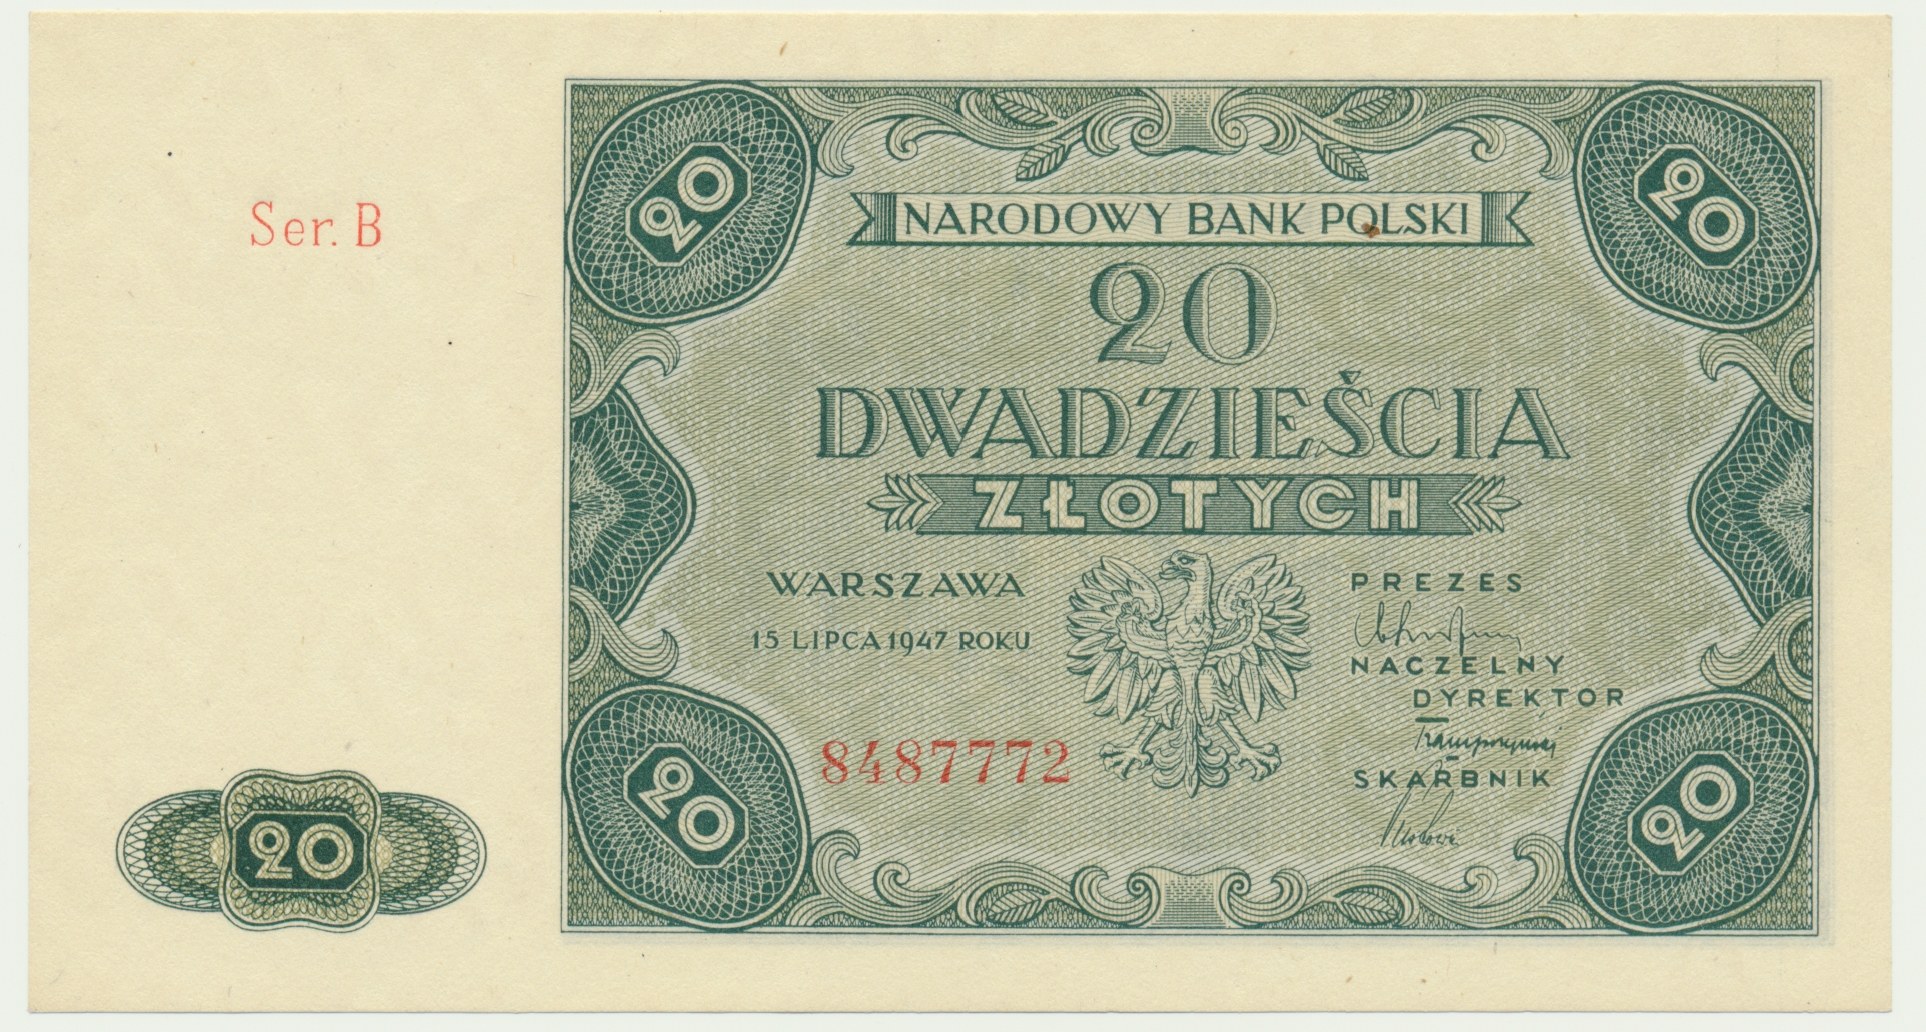 20
20
Ser. B
NARODOWY BANK POLSKI
20
DWADZIEŚCIA
ZŁOTYCH
WARSZAWA
15 LIPCA 1947 ROKU
PREZES
NACZELNY
DYREKTOR
SKARBNIK
8487772
20
20
20